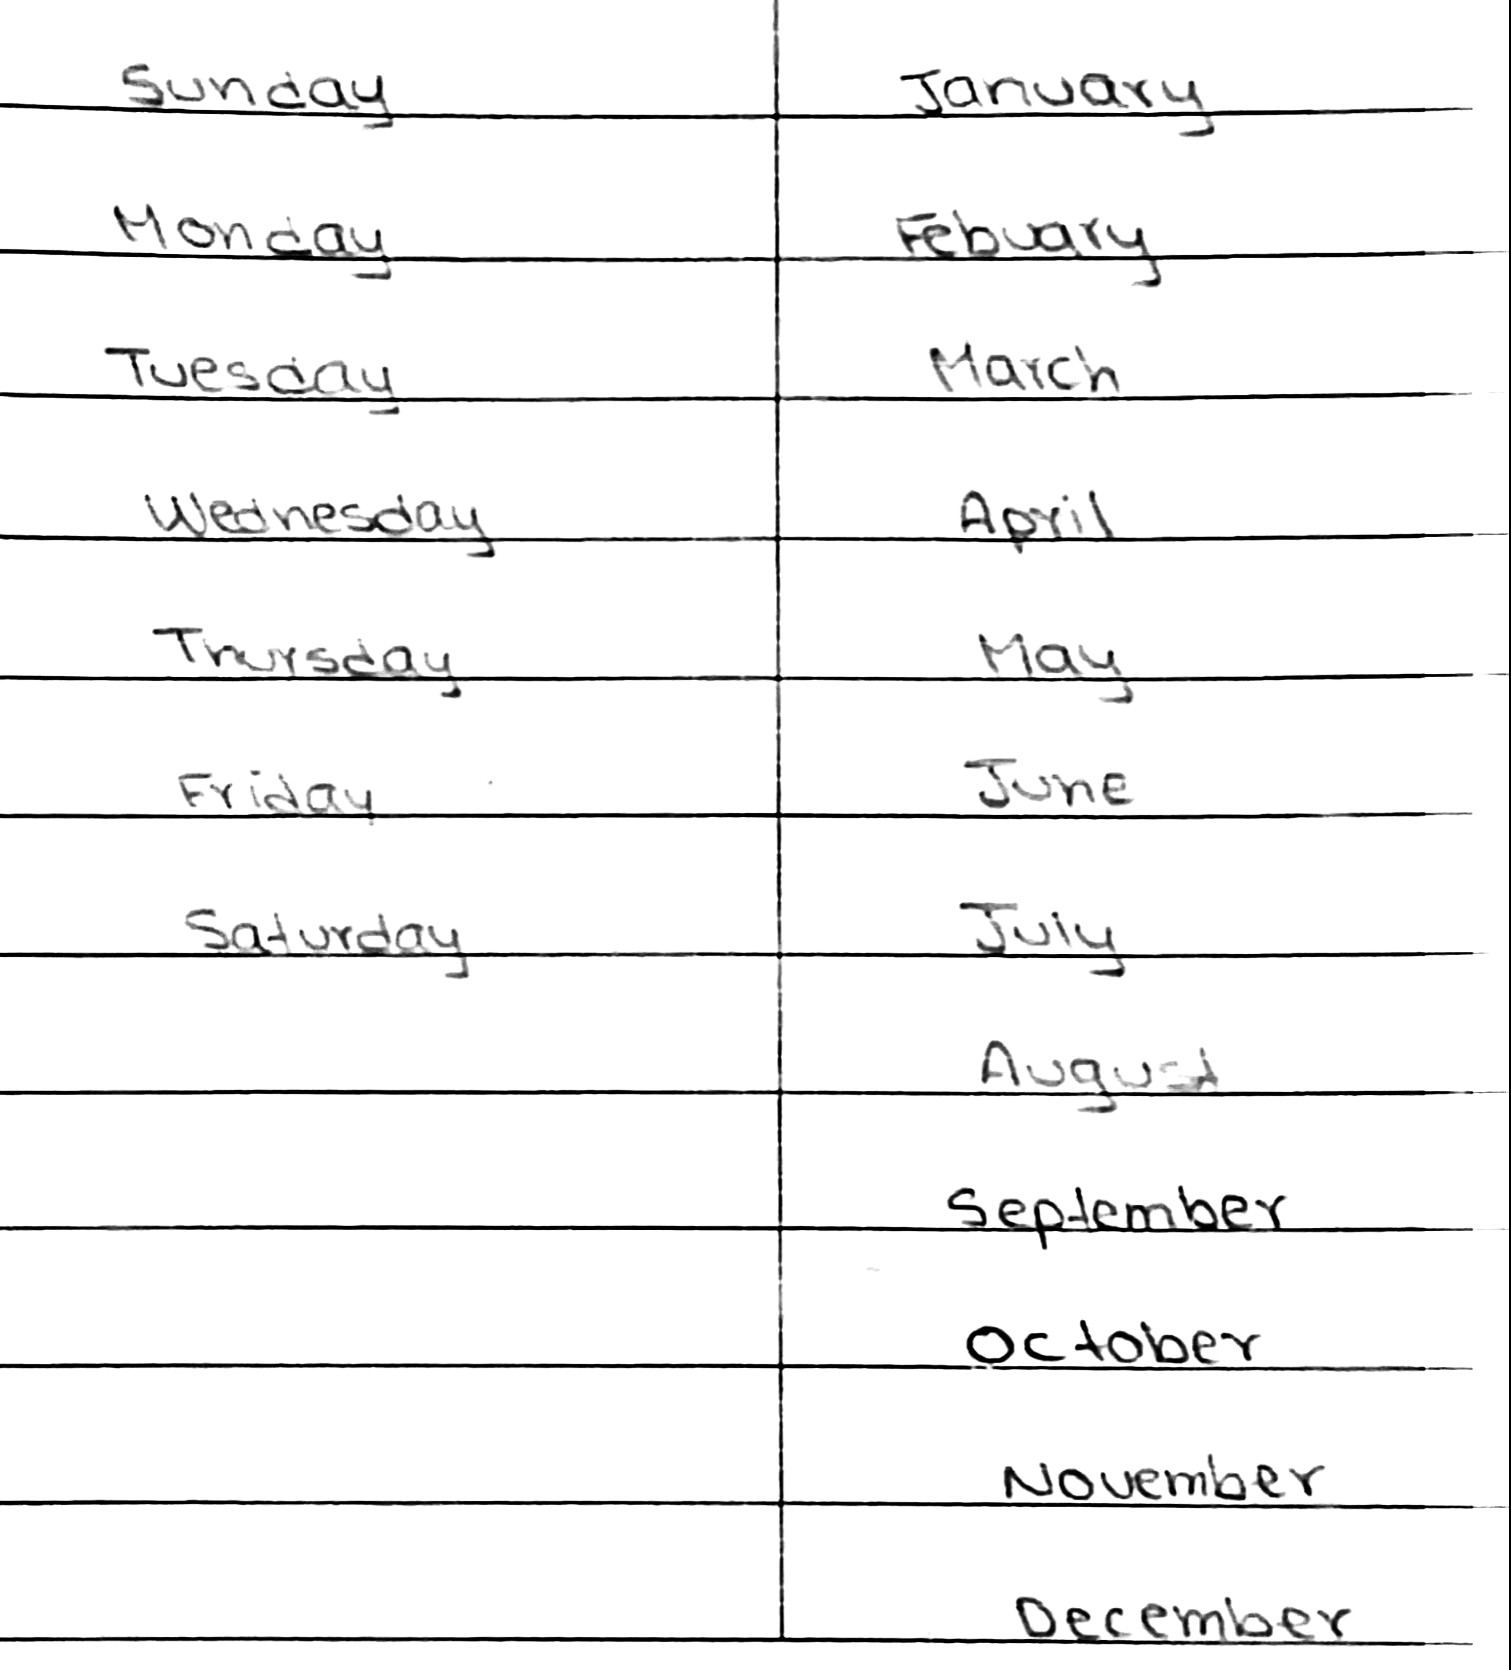 Sunday January
Monday Febuary
Tuesday March
Wednesday April
Thursday May
Friday June
Saturday July
August
September
October
November
December